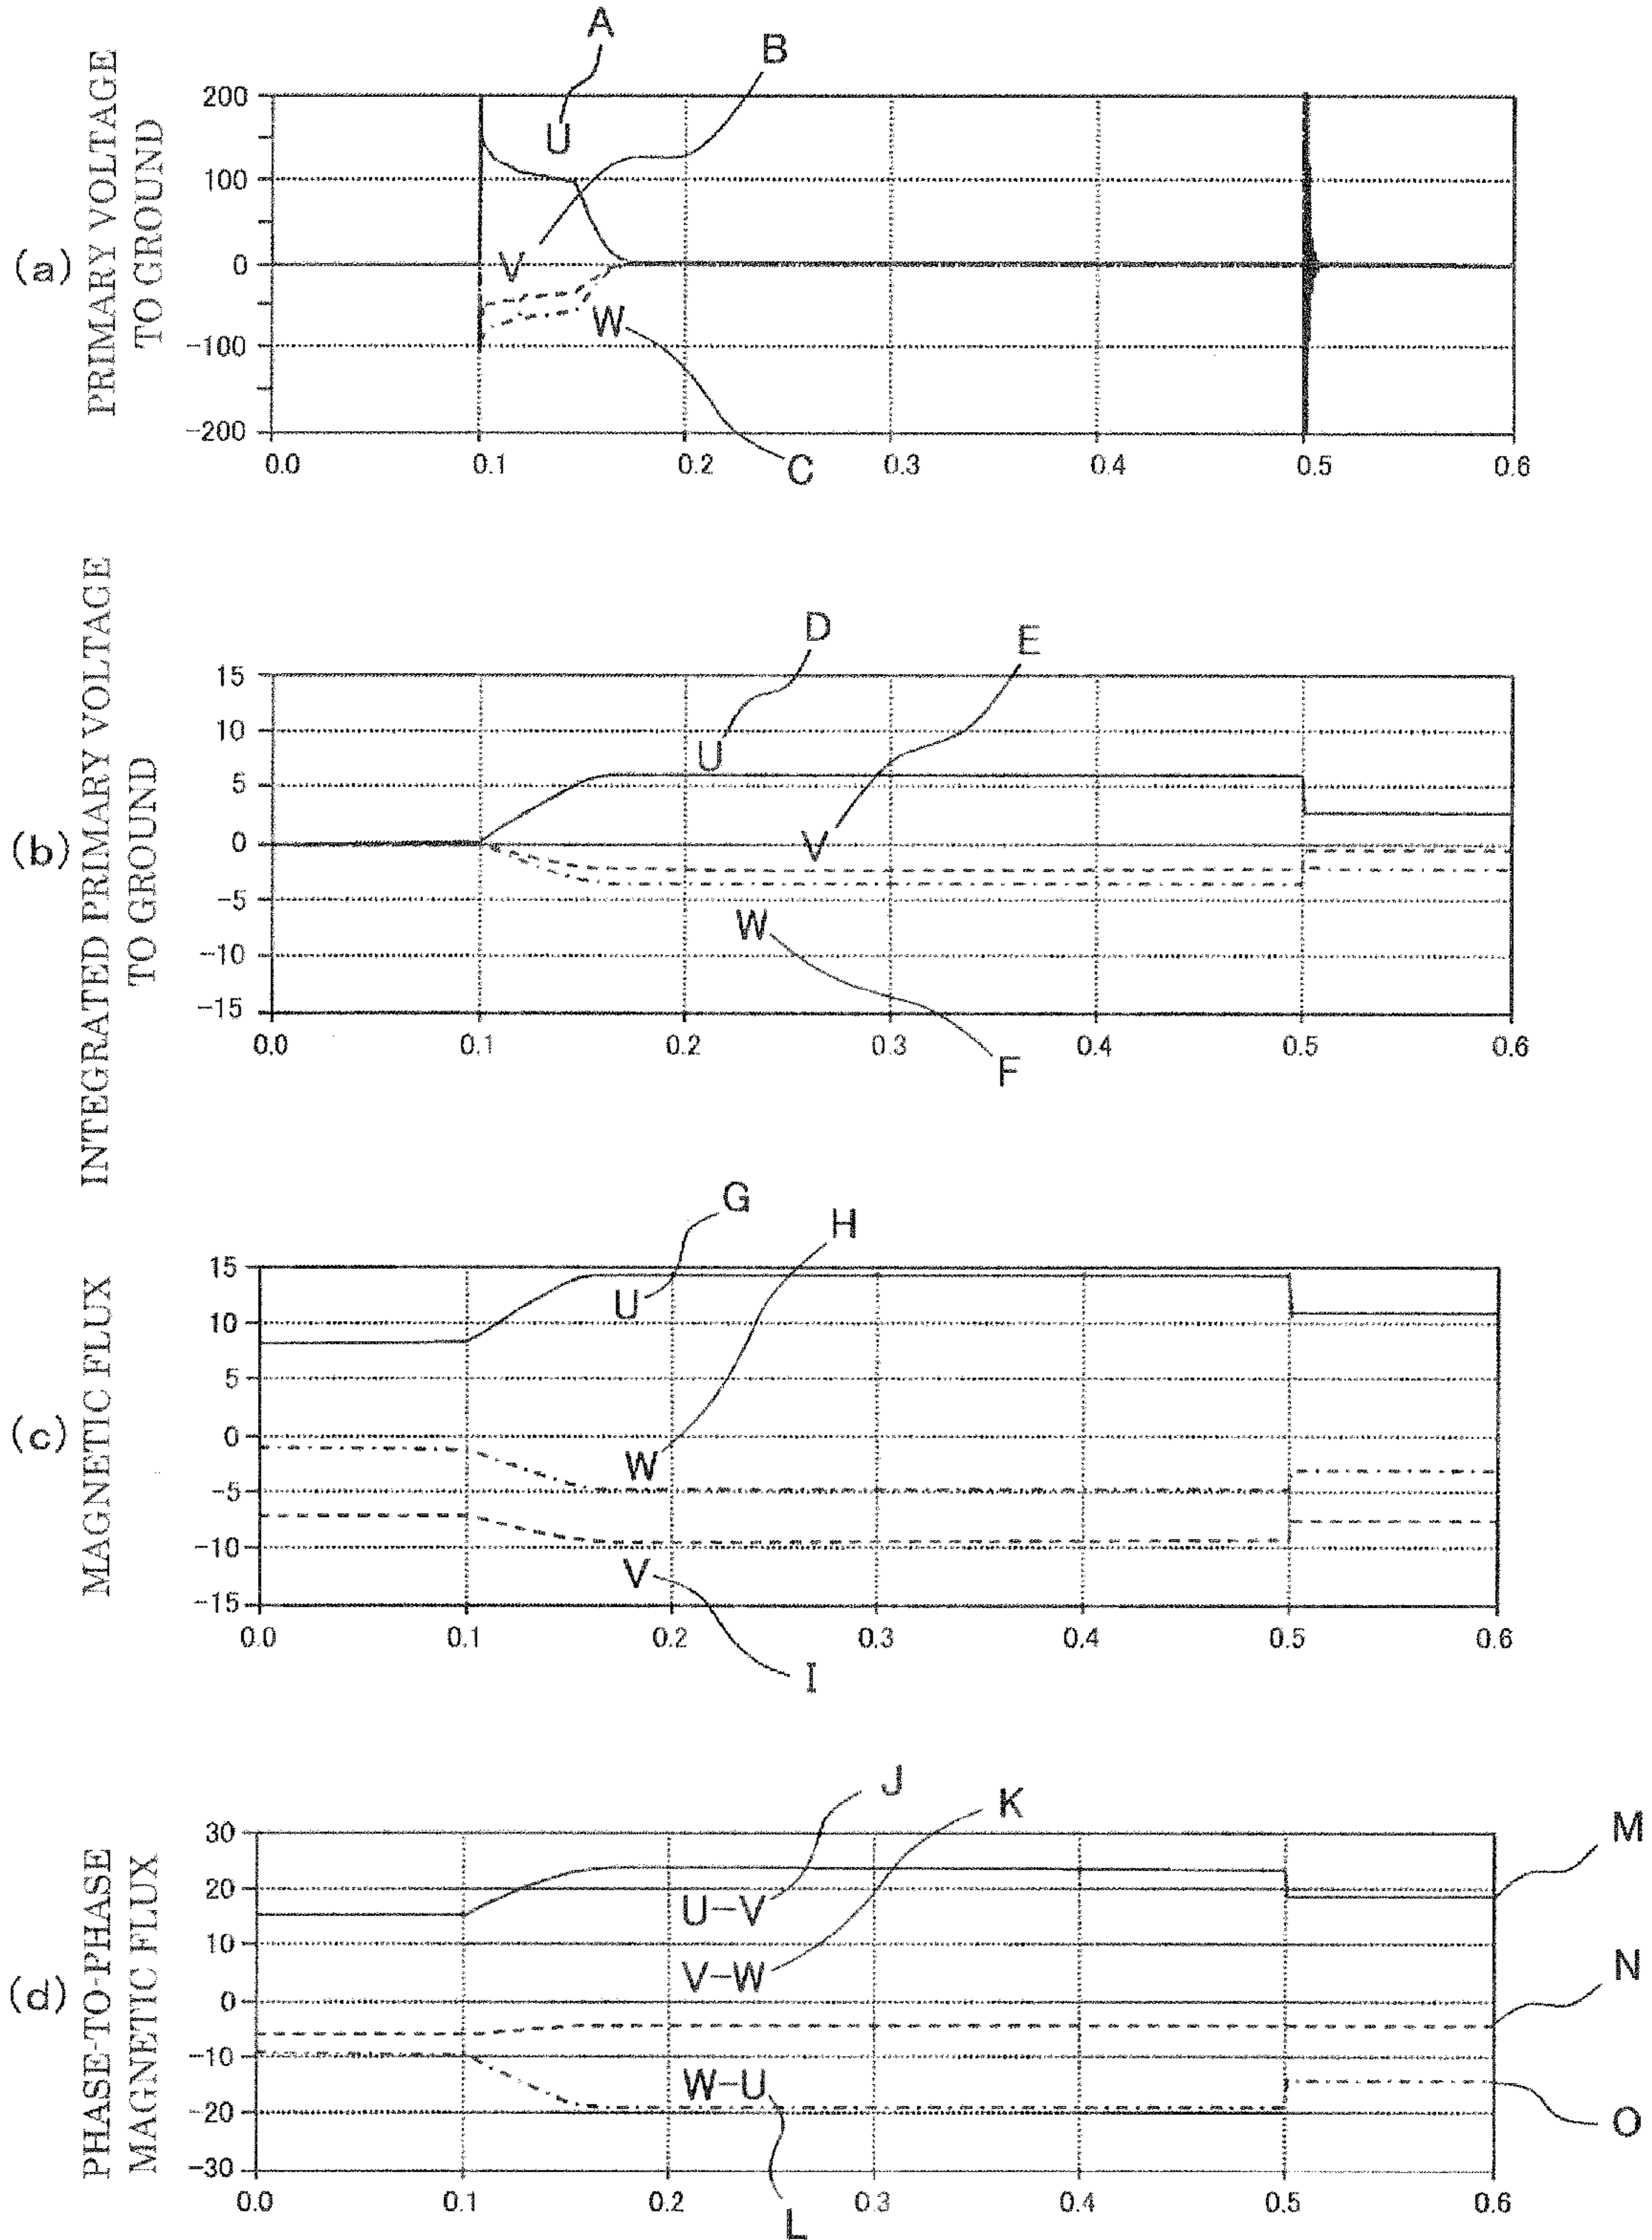 A
B
(a)
PRIMARY VOLTAGE
TO GROUND
200
100
0
-100
-200
U
V
W
0.0
0.1
0.2
0.3
0.4
0.5
0.6
C
D
E
(b)
INTEGRATED PRIMARY VOLTAGE
TO GROUND
15
10
5
0
-5
-10
-15
U
V
W
0.0
0.1
0.2
0.3
0.4
0.5
0.6
F
G
H
(c)
MAGNETIC FLUX
15
10
5
0
-5
-10
-15
U
W
V
0.0
0.1
0.2
0.3
0.4
0.5
0.6
I
J
K
M
N
O
(d)
PHASE-TO-PHASE
MAGNETIC FLUX
30
20
10
0
-10
-20
-30
U-V
V-W
W-U
0.0
0.1
0.2
0.3
0.4
0.5
0.6
L